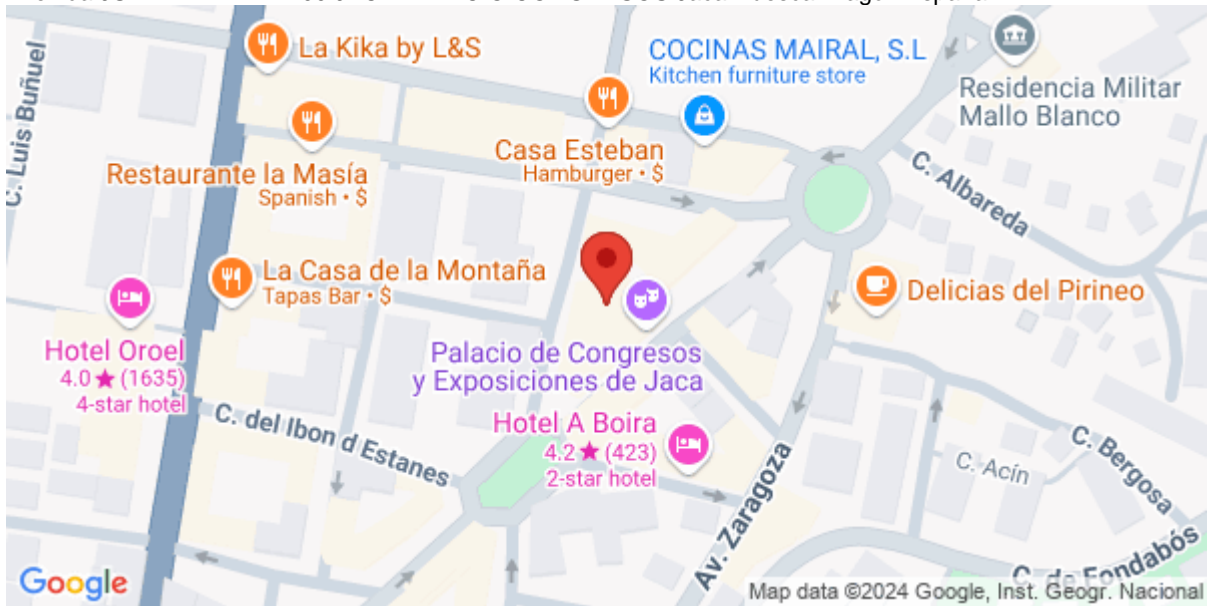 La Kika by L&S
COCINAS MAIRAL, S.L
Kitchen furniture store
Residencia Militar
Mallo Blanco
C. Luis Buñuel
Restaurante la Masía
Spanish • $
Casa Esteban
Hamburger • $
C. Albareda
La Casa de la Montaña
Tapas Bar • $
Delicias del Pirineo
Hotel Oroel
4.0 ★ (1635)
4-star hotel
Palacio de Congresos
y Exposiciones de Jaca
C. del Ibon d Estanes
Hotel A Boira
4.2 ★ (423)
2-star hotel
Av. Zaragoza
C. Acín
C. Bergosa
C. de Fondabós
Google
Map data ©2024 Google, Inst. Geogr. Nacional